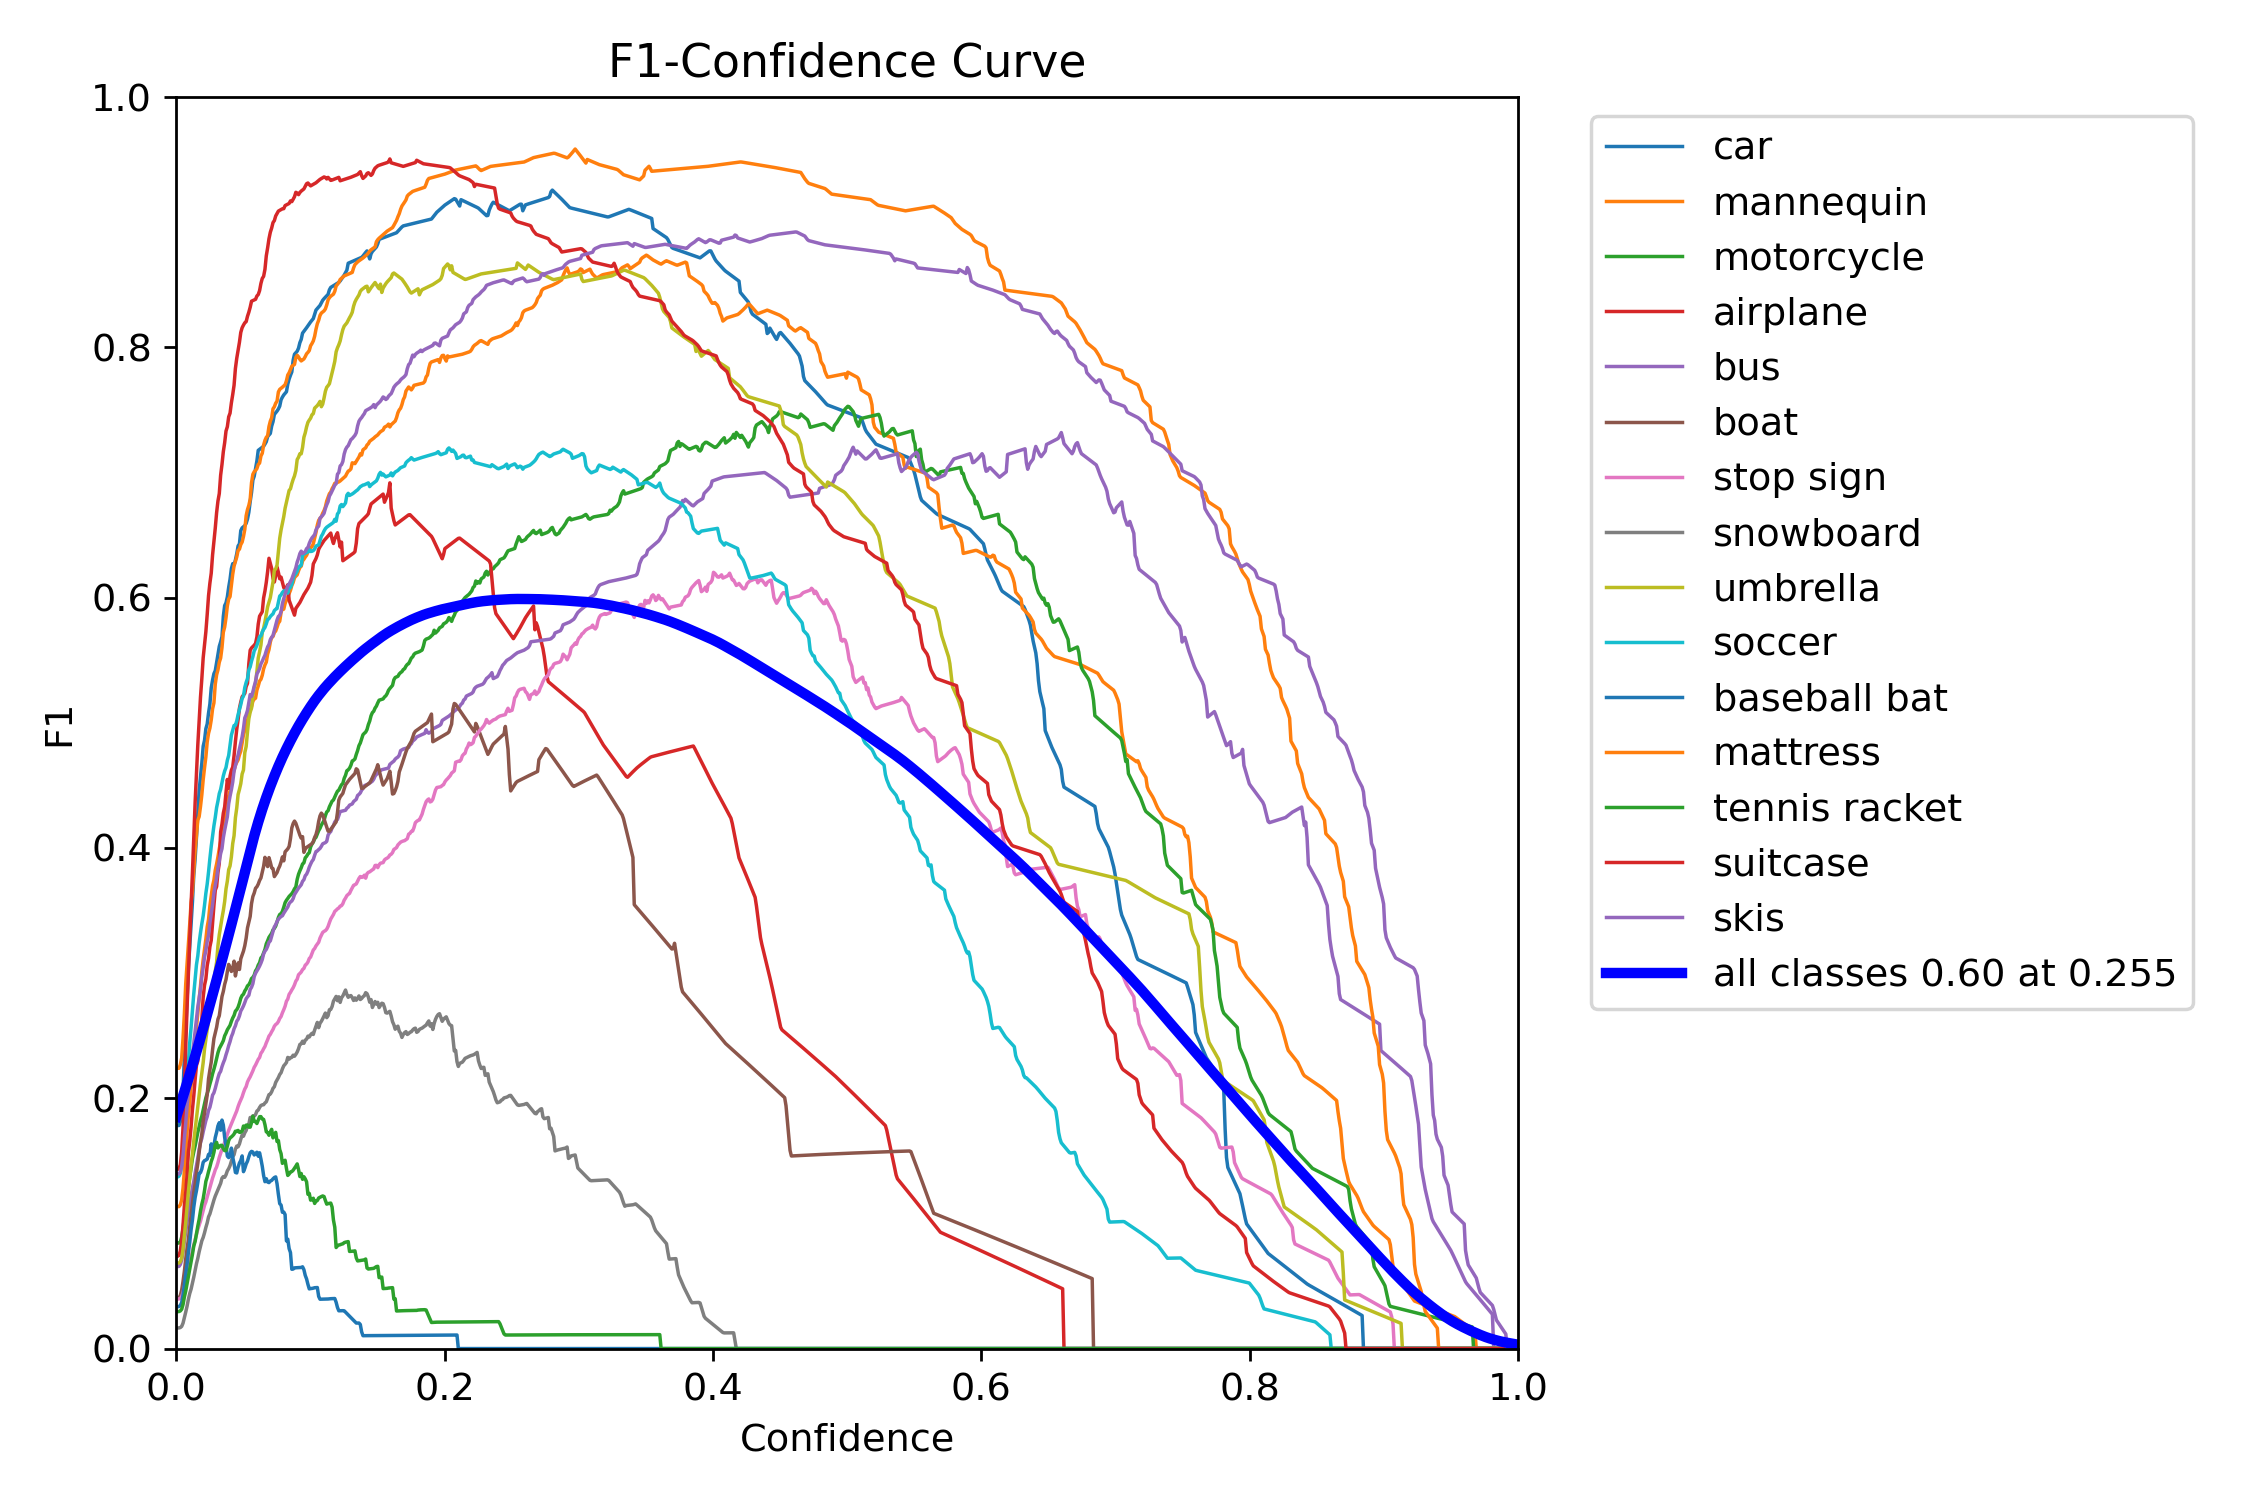 F1-Confidence Curve
1.0
0.8
0.6
0.4
0.2
0.0
F1
0.0 0.2 0.4 0.6 0.8 1.0
Confidence
car
mannequin
motorcycle
airplane
bus
boat
stop sign
snowboard
umbrella
soccer
baseball bat
mattress
tennis racket
suitcase
skis
all classes 0.60 at 0.255